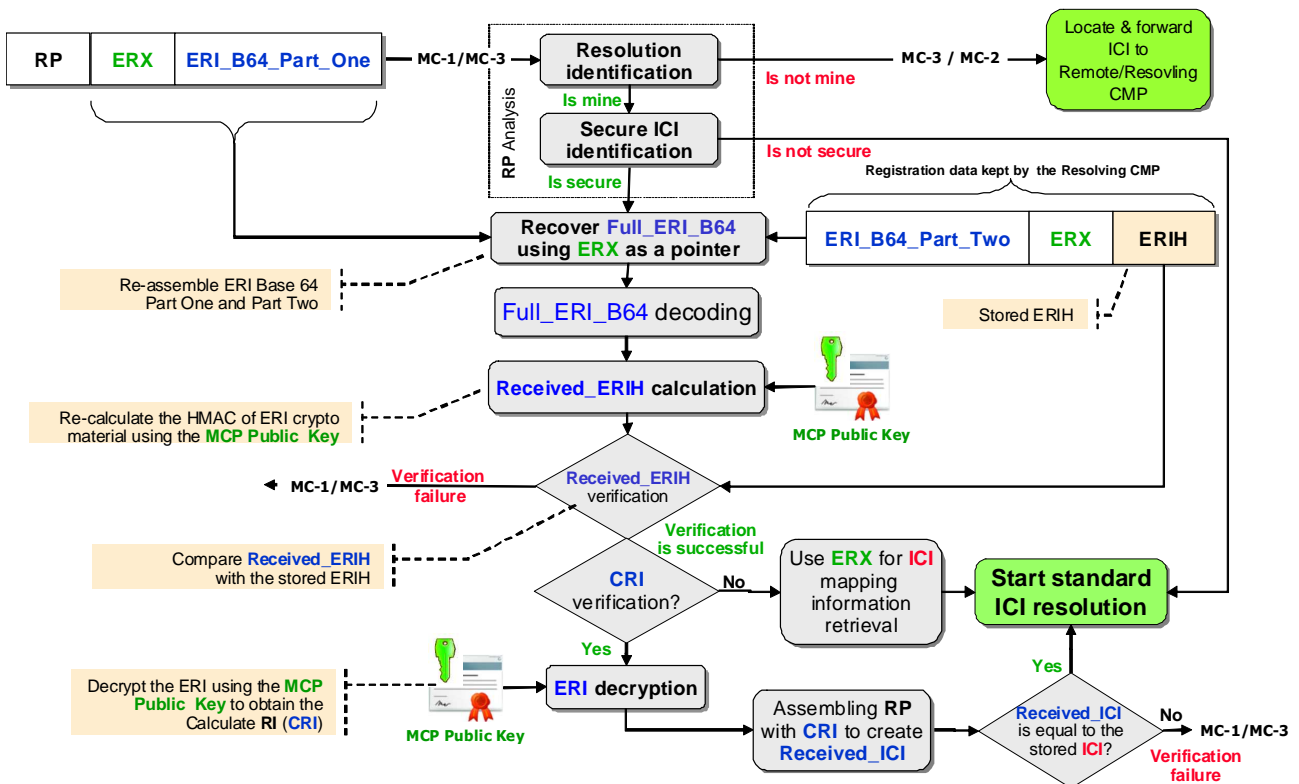 RP
ERX
ERI_B64_Part_One
MC-1/MC-3
Resolution
identification
Is not mine
MC-3 / MC-2
Locate & forward
ICI to
Remote/Resovling
CMP
Is mine
RP Analysis
Secure ICI
identification
Is not secure
Is secure
Registration data kept by the Resolving CMP
Recover Full_ERI_B64
using ERX as a pointer
ERI_B64_Part_Two
ERX
ERIH
Re-assemble ERI Base 64
Part One and Part Two
Stored ERIH
Full_ERI_B64 decoding
Received_ERIH calculation
MCP Public Key
Re-calculate the HMAC of ERI crypto
material using the MCP Public Key
MC-1/MC-3
Verification
failure
Received_ERIH
verification
Verification
is successful
Compare Received_ERIH
with the stored ERIH
CRI
verification?
No
Use ERX for ICI
mapping
information
retrieval
Start standard
ICI resolution
Yes
Yes
Decrypt the ERI using the MCP
Public Key to obtain the
Calculate RI (CRI)
MCP Public Key
ERI decryption
Assembling RP
with CRI to create
Received_ICI
Received_ICI
is equal to the
stored ICI?
No
MC-1/MC-3
Verification
failure